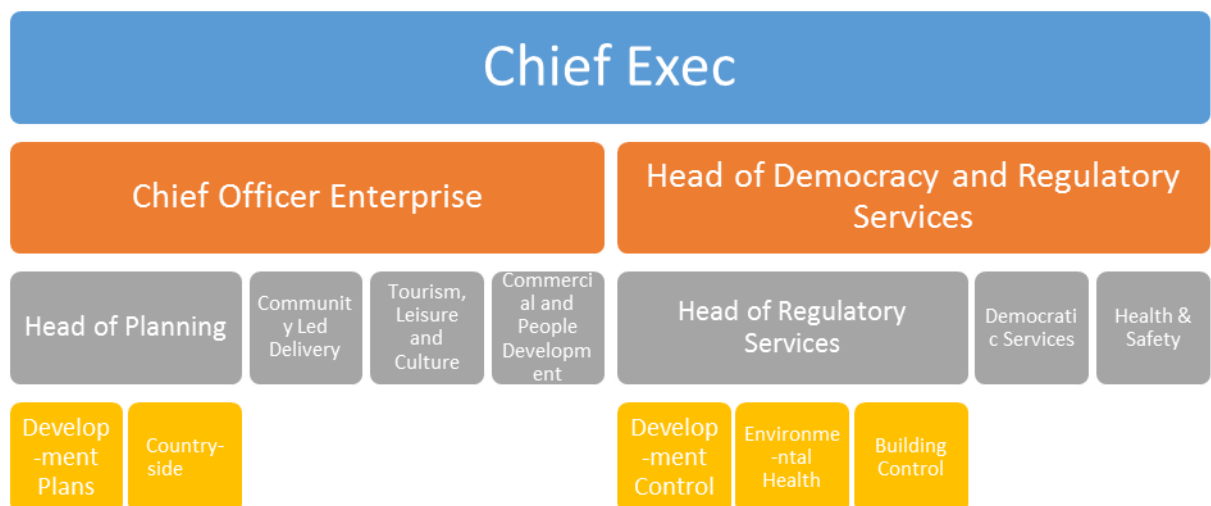 Chief Exec
Chief Officer Enterprise
Head of Democracy and Regulatory
Services
Head of Planning
Communit
y Led
Delivery
Tourism,
Leisure
and
Culture
Commerci
al and
People
Developm
ent
Head of Regulatory
Services
Democrati
c Services
Health &
Safety
Develop
-ment
Plans
Country-
side
Develop
-ment
Control
Environme
-ntal
Health
Building
Control